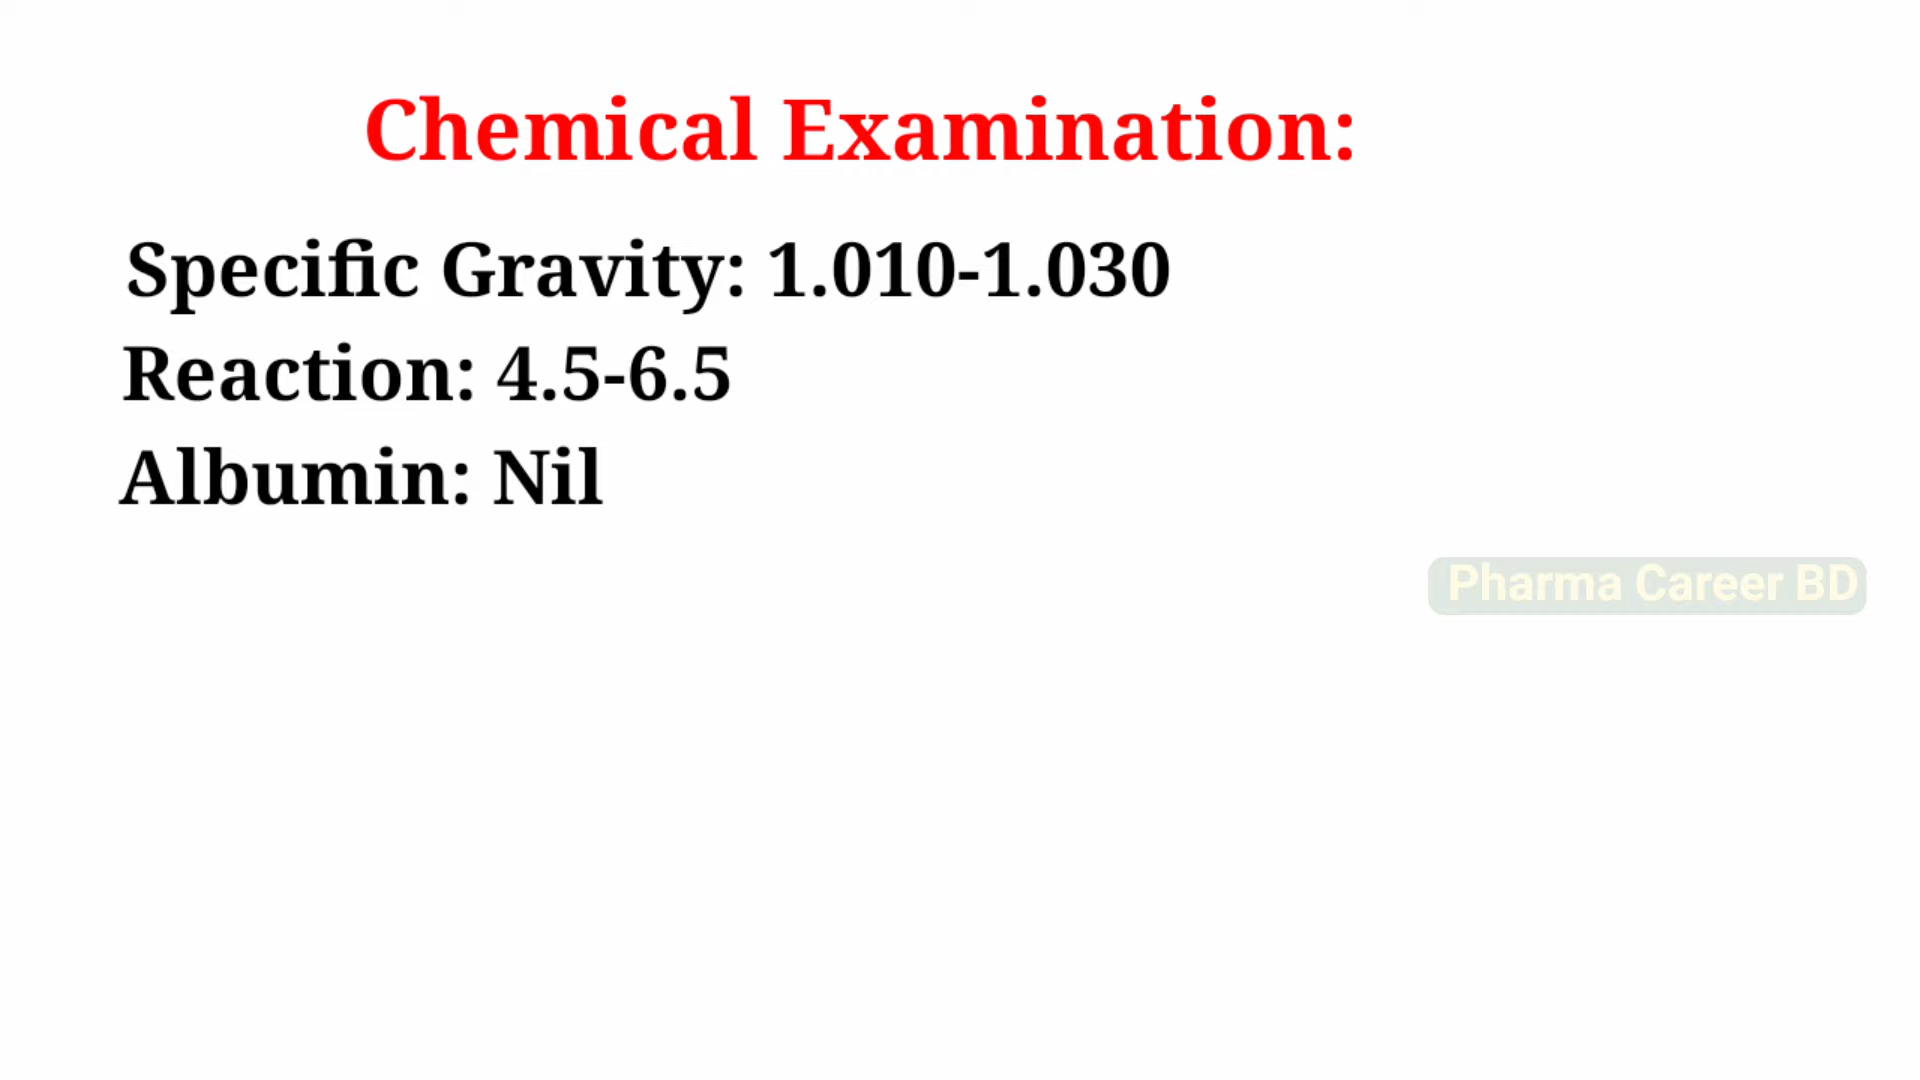 Chemical Examination:
Specific Gravity: 1.010-1.030
Reaction: 4.5-6.5
Albumin: Nil
Pharma Career BD